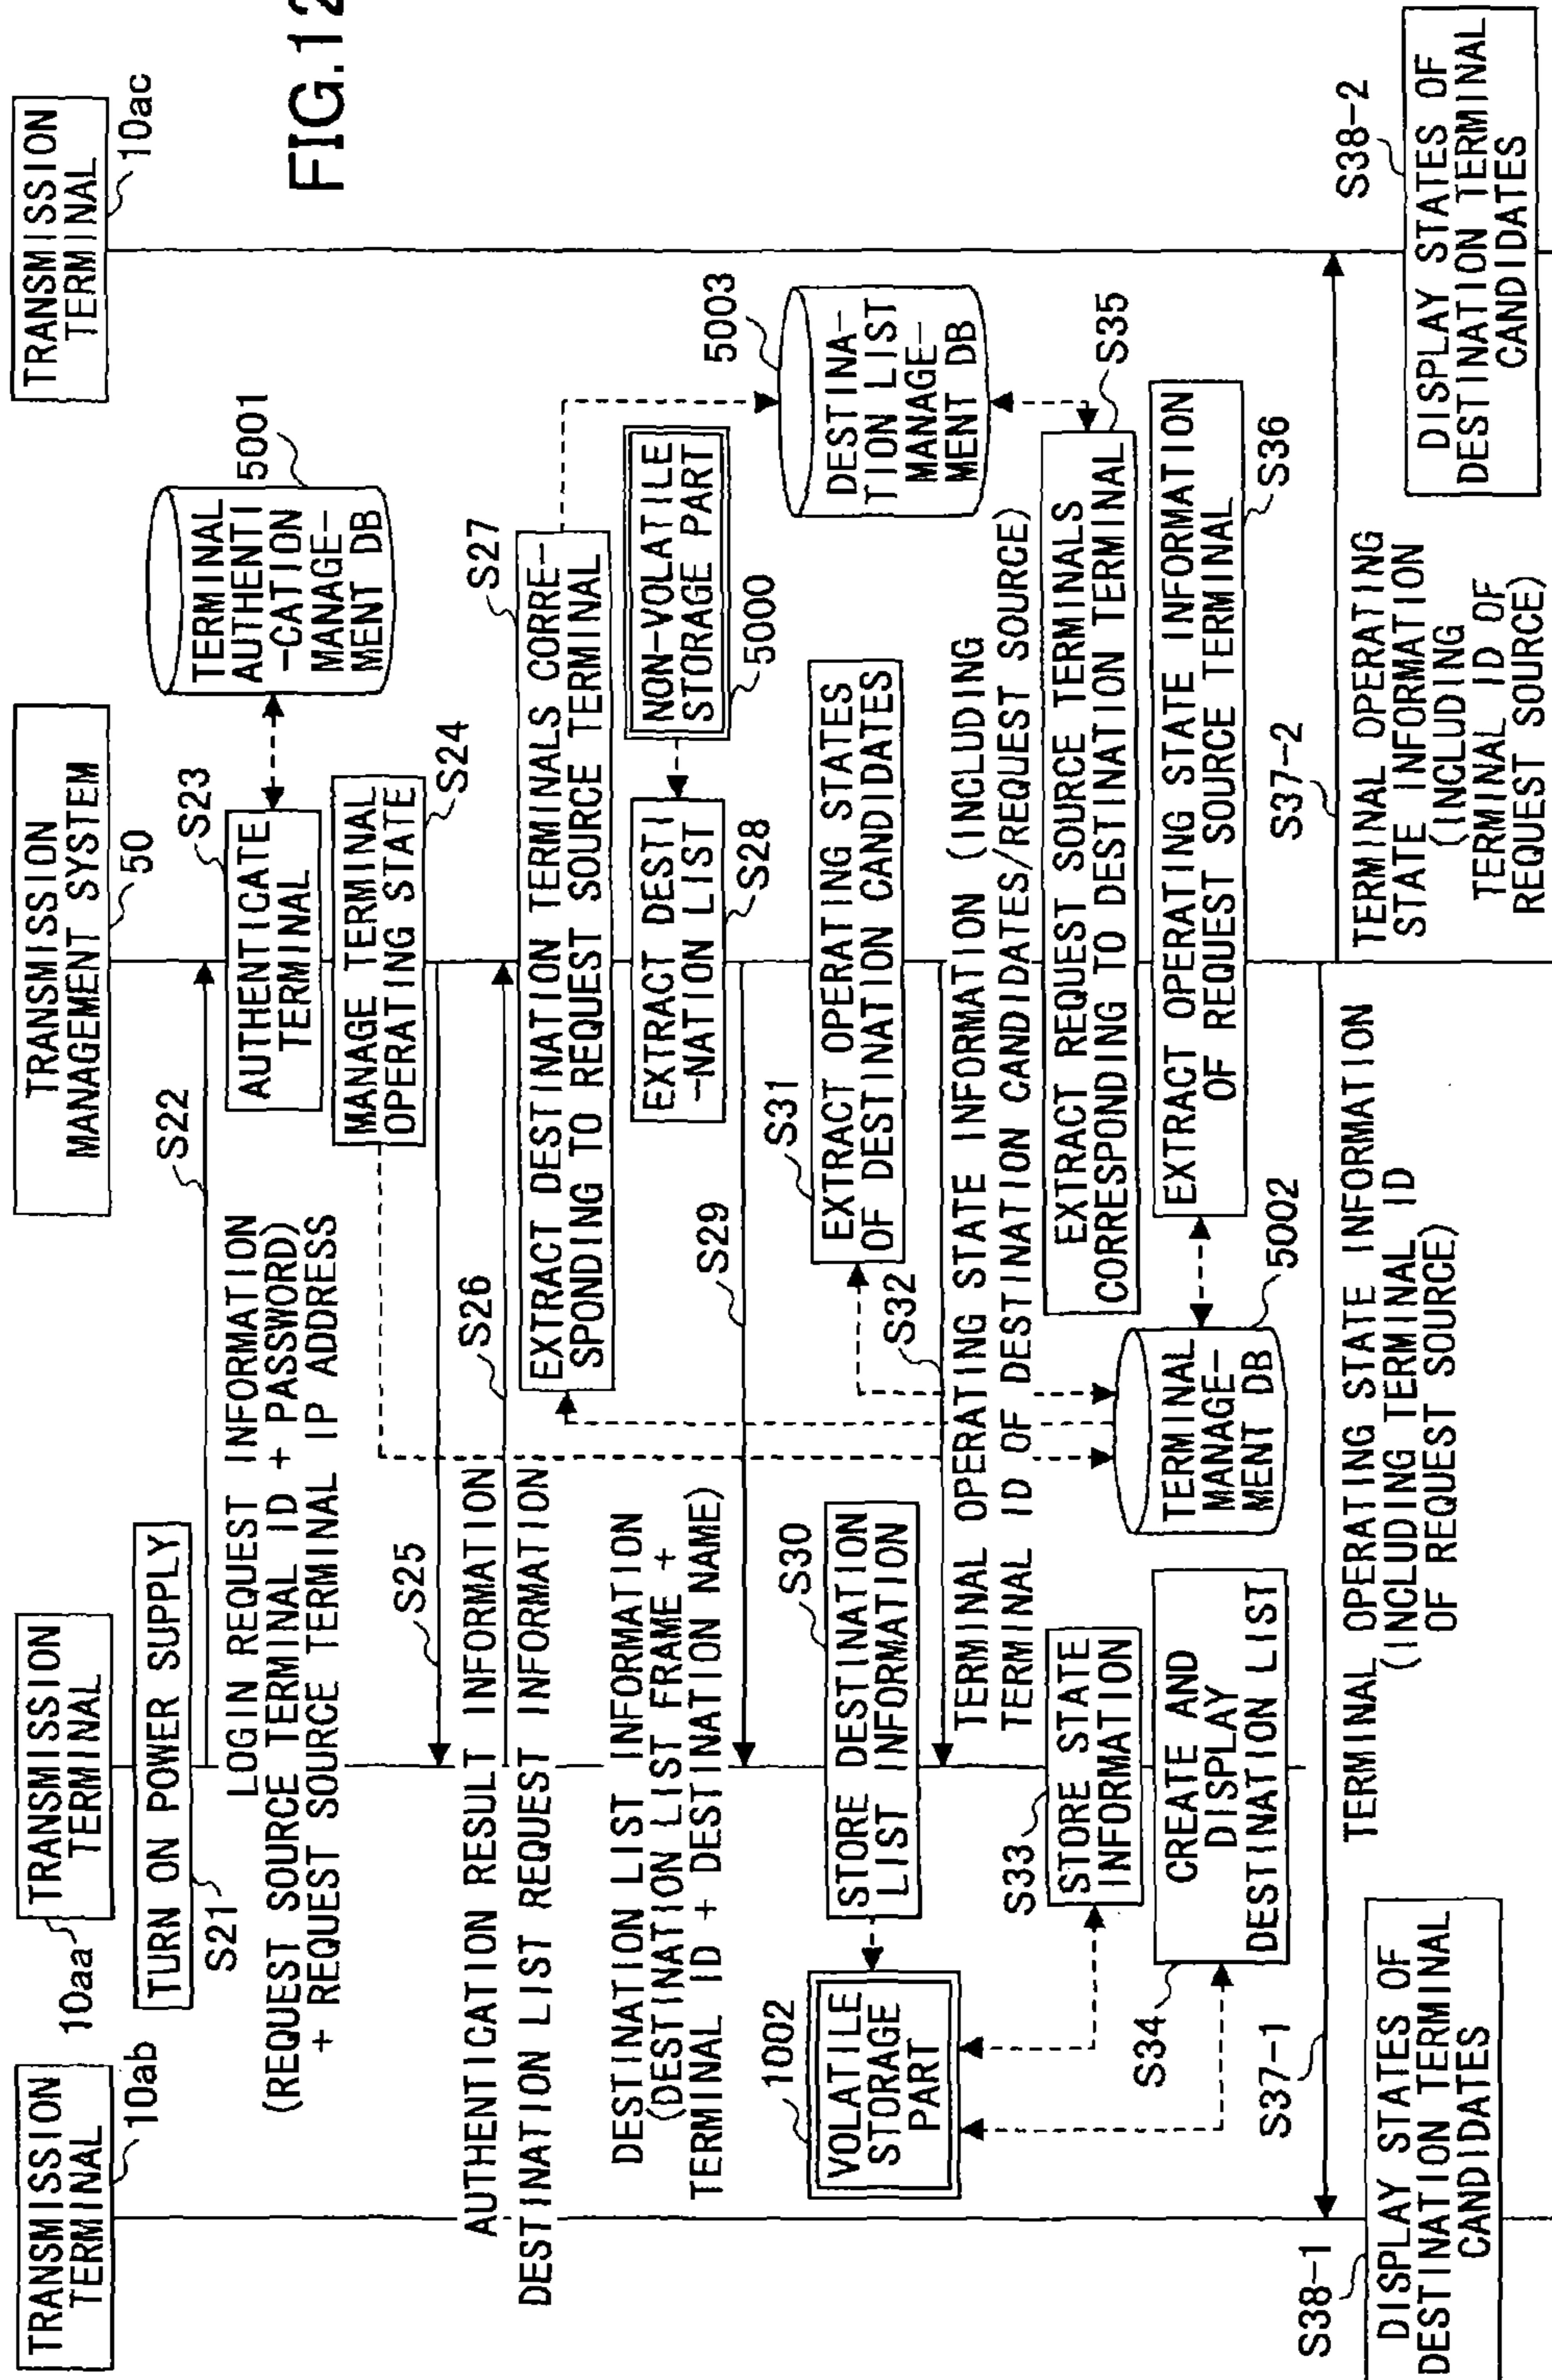 FIG.12
TRANSMISSION
TERMINAL
10ab
TRANSMISSION
TERMINAL
10aa
TRANSMISSION
MANAGEMENT SYSTEM
50
TRANSMISSION
TERMINAL
10ac
TURN ON POWER SUPPLY
S21
S22
LOGIN REQUEST INFORMATION
(REQUEST SOURCE TERMINAL ID + PASSWORD)
+ REQUEST SOURCE TERMINAL IP ADDRESS
S23
AUTHENTICATE
TERMINAL
TERMINAL
AUTHENTI
-CATION
MANAGE-
MENT DB
5001
MANAGE TERMINAL
OPERATING STATE
S24
S25
AUTHENTICATION RESULT INFORMATION
S26
DESTINATION LIST REQUEST INFORMATION
S27
EXTRACT DESTINATION TERMINALS CORRE-
SPONDING TO REQUEST SOURCE TERMINAL
EXTRACT DESTI
-NATION LIST
S28
NON-VOLATILE
STORAGE PART
5000
DESTINATION LIST INFORMATION
(DESTINATION LIST FRAME +
TERMINAL ID + DESTINATION NAME)
S29
5003
DESTINA-
TION LIST
MANAGE-
MENT DB
1002
VOLATILE
STORAGE
PART
S30
STORE DESTINATION
LIST INFORMATION
S31
EXTRACT OPERATING STATES
OF DESTINATION CANDIDATES
S32
TERMINAL OPERATING STATE INFORMATION (INCLUDING
TERMINAL ID OF DESTINATION CANDIDATES/REQUEST SOURCE)
S33
STORE STATE
INFORMATION
EXTRACT REQUEST SOURCE TERMINALS
CORRESPONDING TO DESTINATION TERMINAL
S35
S34
CREATE AND
DISPLAY
DESTINATION LIST
TERMINAL
MANAGE-
MENT DB
5002
EXTRACT OPERATING STATE INFORMATION
OF REQUEST SOURCE TERMINAL
S36
S37-1
TERMINAL OPERATING STATE INFORMATION
(INCLUDING TERMINAL ID
OF REQUEST SOURCE)
S37-2
TERMINAL OPERATING
STATE INFORMATION
(INCLUDING
TERMINAL ID OF
REQUEST SOURCE)
S38-1
DISPLAY STATES OF
DESTINATION TERMINAL
CANDIDATES
S38-2
DISPLAY STATES OF
DESTINATION TERMINAL
CANDIDATES